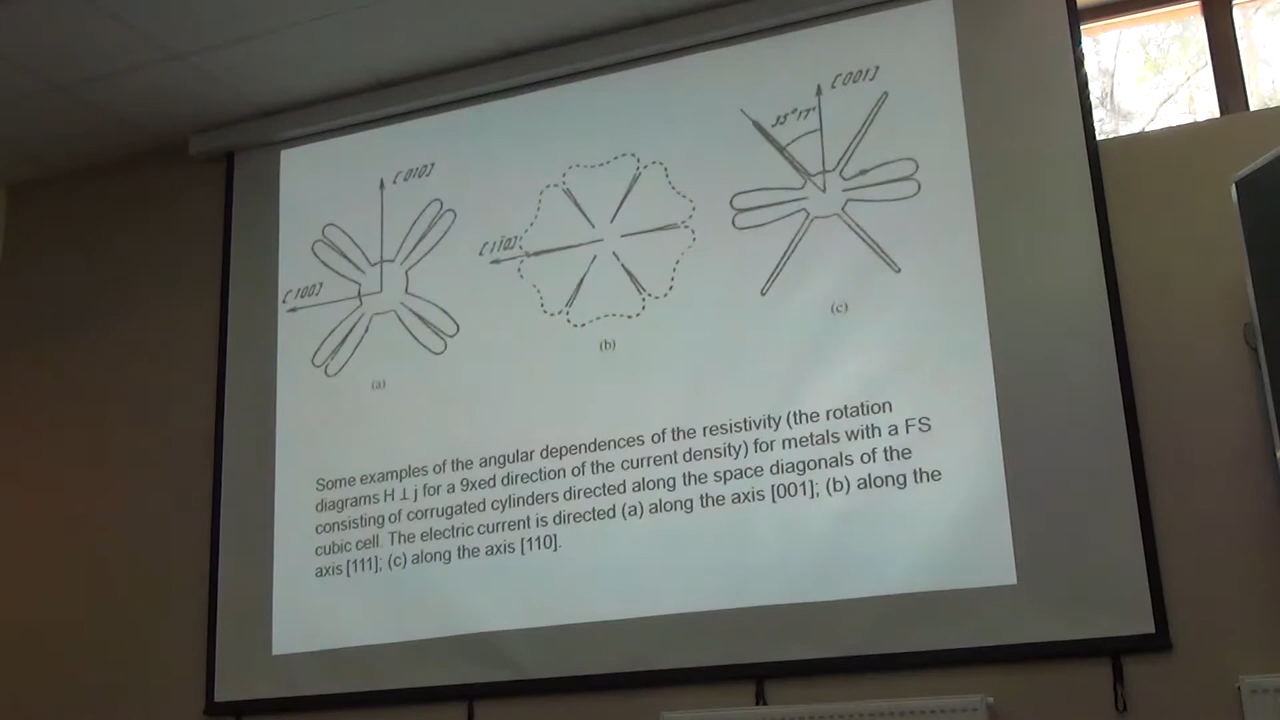 [010]
[100]
(a)
[11̄0]
(b)
[001]
35°17'
(c)
Some examples of the angular dependences of the resistivity (the rotation
diagrams H ⊥ j for a 9xed direction of the current density) for metals with a FS
consisting of corrugated cylinders directed along the space diagonals of the
cubic cell. The electric current is directed (a) along the axis [001]; (b) along the
axis [111]; (c) along the axis [110].